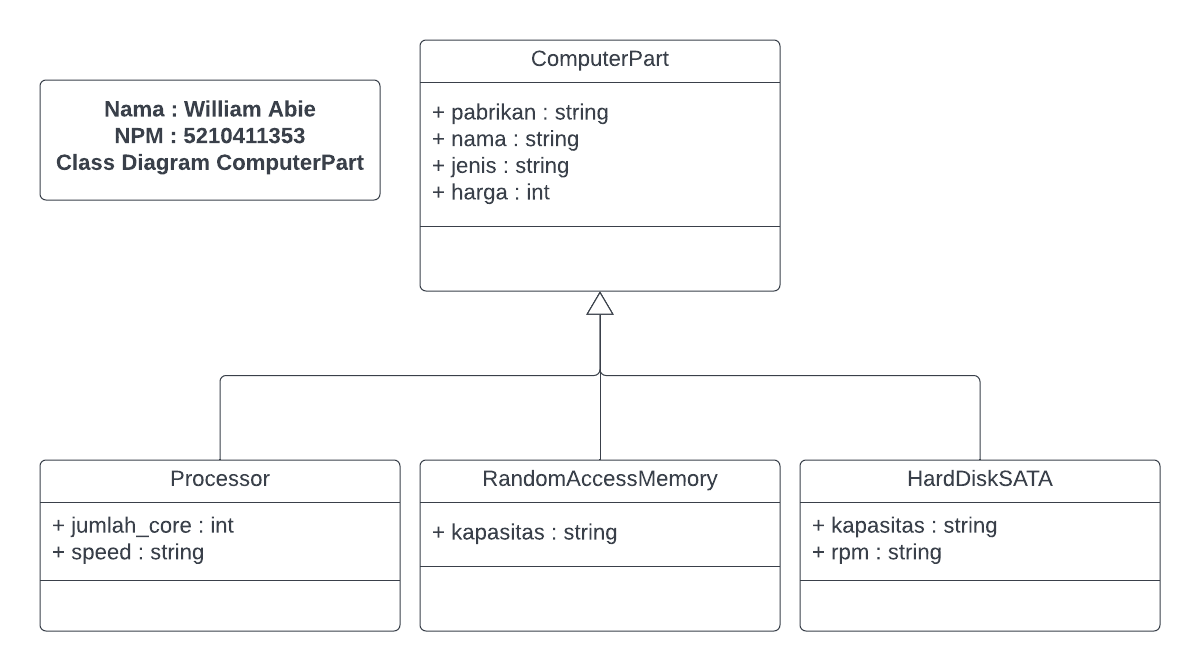 Nama : William Abie
NPM : 5210411353
Class Diagram ComputerPart
ComputerPart
+ pabrikan : string
+ nama : string
+ jenis : string
+ harga : int
Processor
+ jumlah_core : int
+ speed : string
RandomAccessMemory
+ kapasitas : string
HardDiskSATA
+ kapasitas : string
+ rpm : string